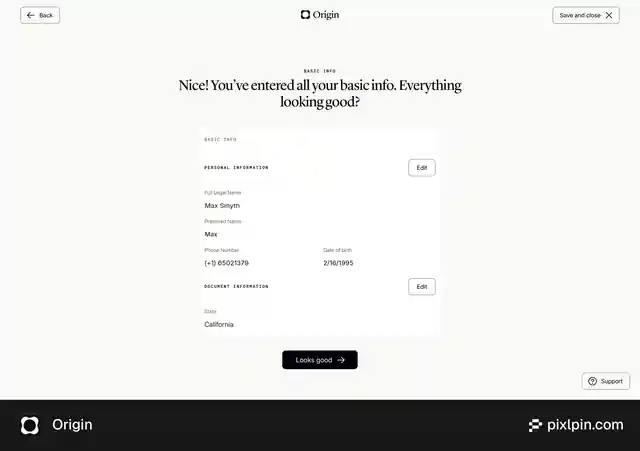 Back
Origin
Save and close
BASIC INFO
Nice! You've entered all your basic info. Everything
looking good?
BASIC INFO
PERSONAL INFORMATION
Edit
Full Legal Name
Max Smyth
Preferred Name
Max
Phone Number
Date of birth
(+1) 65021379
2/16/1995
DOCUMENT INFORMATION
Edit
State
California
Looks good
Support
Origin
pixlpin.com